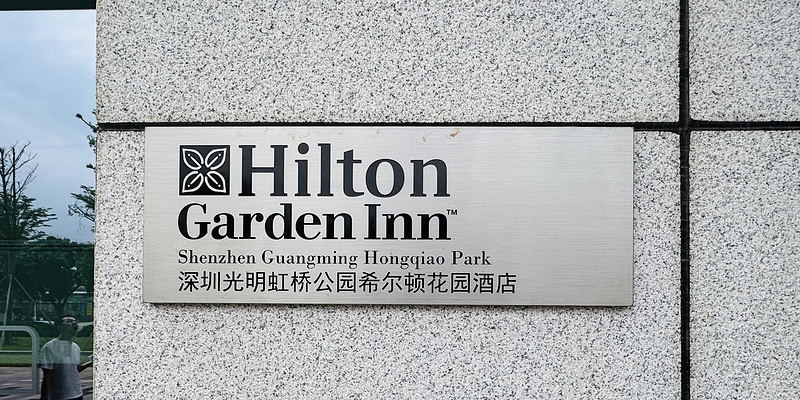 Hilton
Garden Inn™
Shenzhen Guangming Hongqiao Park
深圳光明虹桥公园希尔顿花园酒店